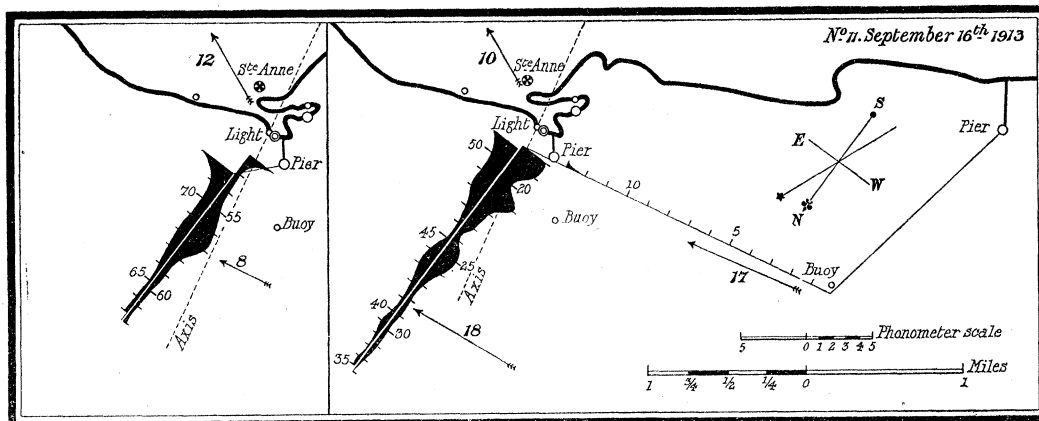 Nº II. September 16th 1913
12
Ste Anne
Light
Pier
70
55
Buoy
8
65
60
Axis
10
Ste Anne
Light
50
Pier
20
10
Buoy
45
25
5
Buoy
17
Axis
40
30
18
35
Pier
S
E
W
N
Phonometer scale
5 0 1 2 3 4 5
Miles
1 3/4 1/2 1/4 0 1